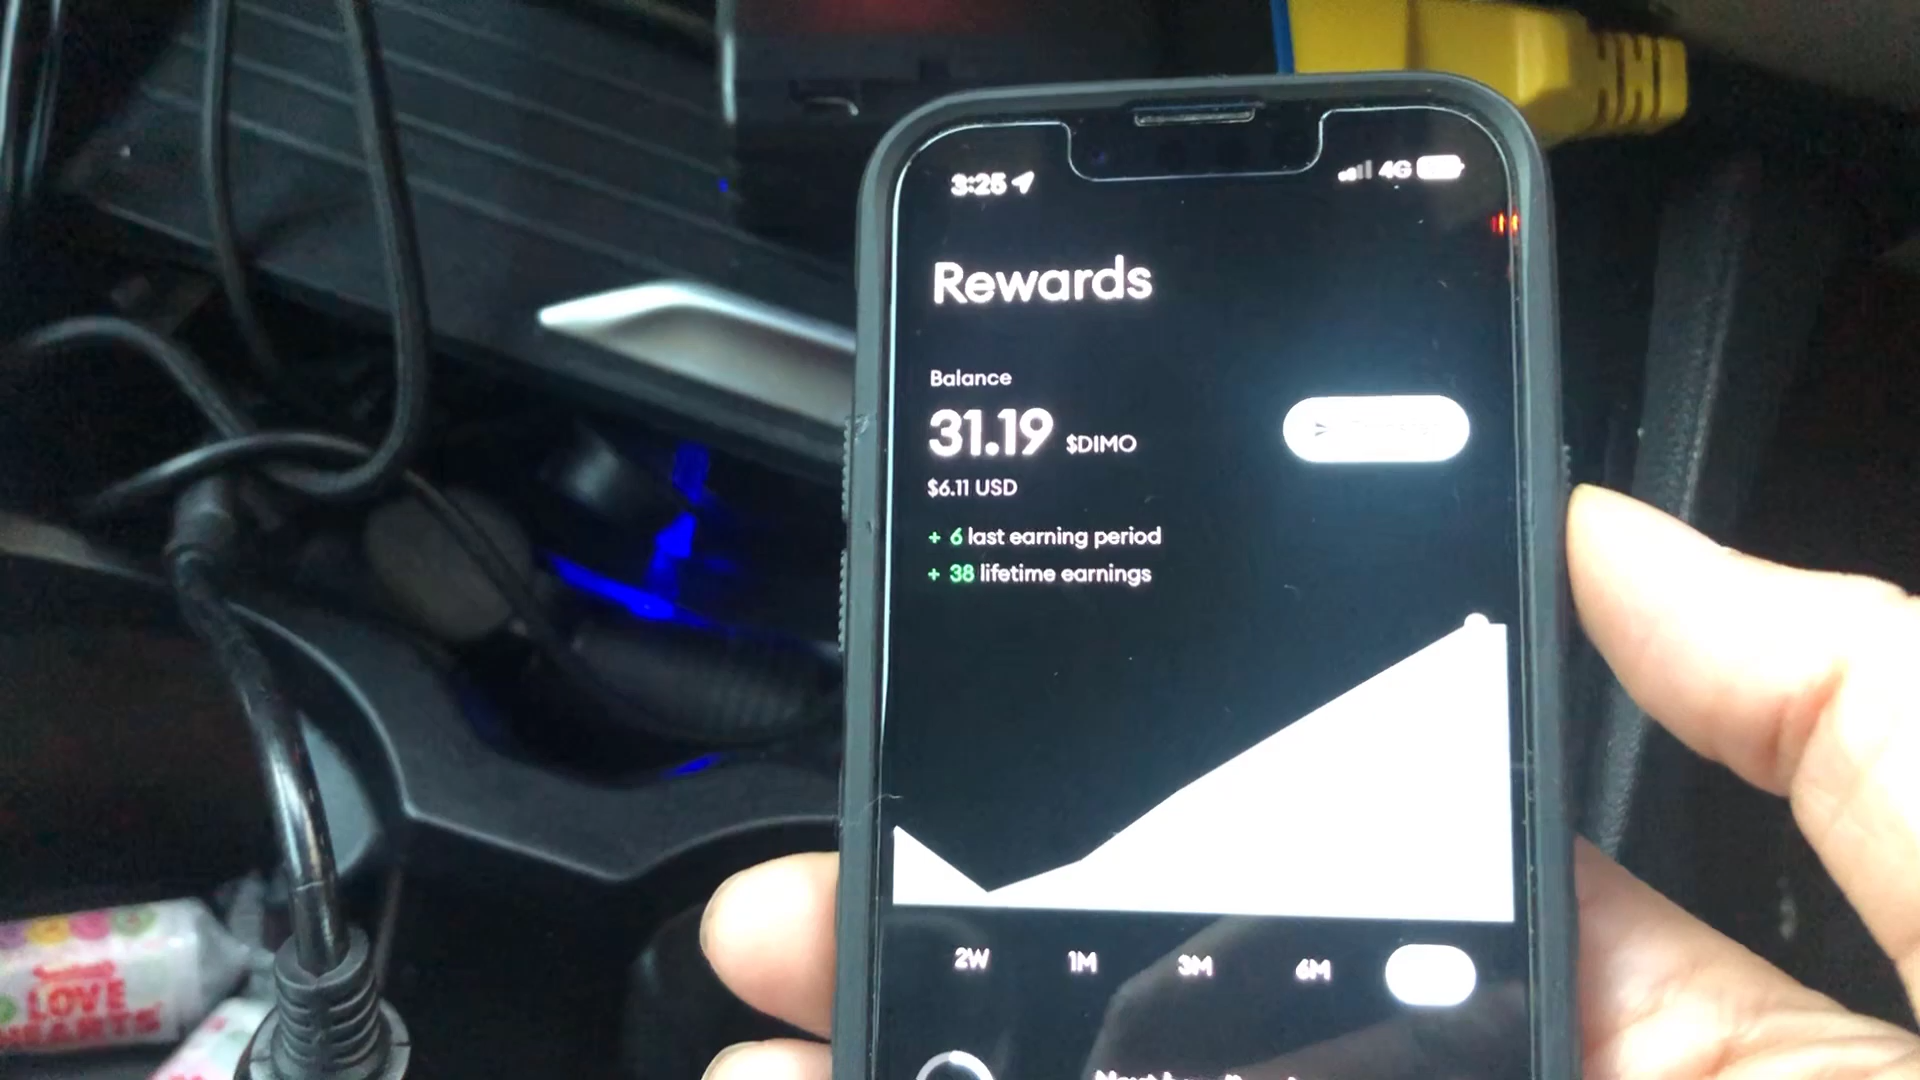 3:25
4G
Rewards
Balance
31.19 $DIMO
$6.11 USD
+ 6 last earning period
+ 38 lifetime earnings
2W 1M 3M 6M
LOVE
HEARTS